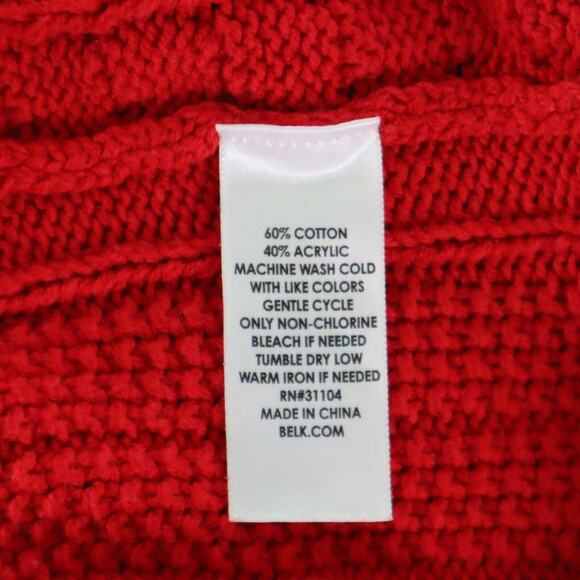 60% COTTON
40% ACRYLIC
MACHINE WASH COLD
WITH LIKE COLORS
GENTLE CYCLE
ONLY NON-CHLORINE
BLEACH IF NEEDED
TUMBLE DRY LOW
WARM IRON IF NEEDED
RN#31104
MADE IN CHINA
BELK.COM